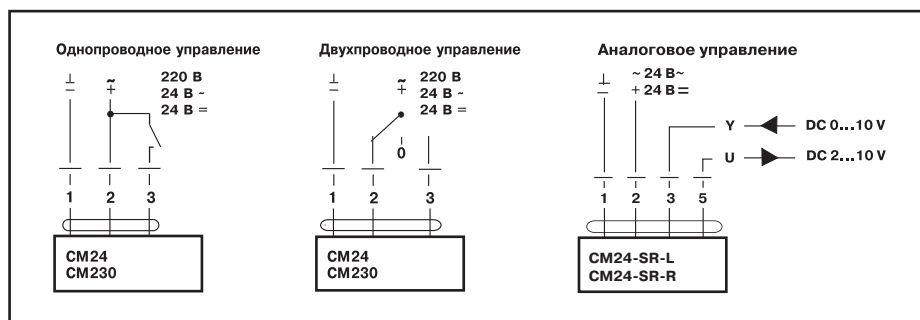 Однопроводное управление
⊥ ~ 220 В
− + 24 В ~
24 В =
1 2 3
CM24
CM230
Двухпроводное управление
⊥ ~ 220 В
− + 24 В ~
24 В =
0
1 2 3
CM24
CM230
Аналоговое управление
⊥ ~ 24 В~
− + 24 В=
Y DC 0...10 V
U DC 2...10 V
1 2 3 5
CM24-SR-L
CM24-SR-R